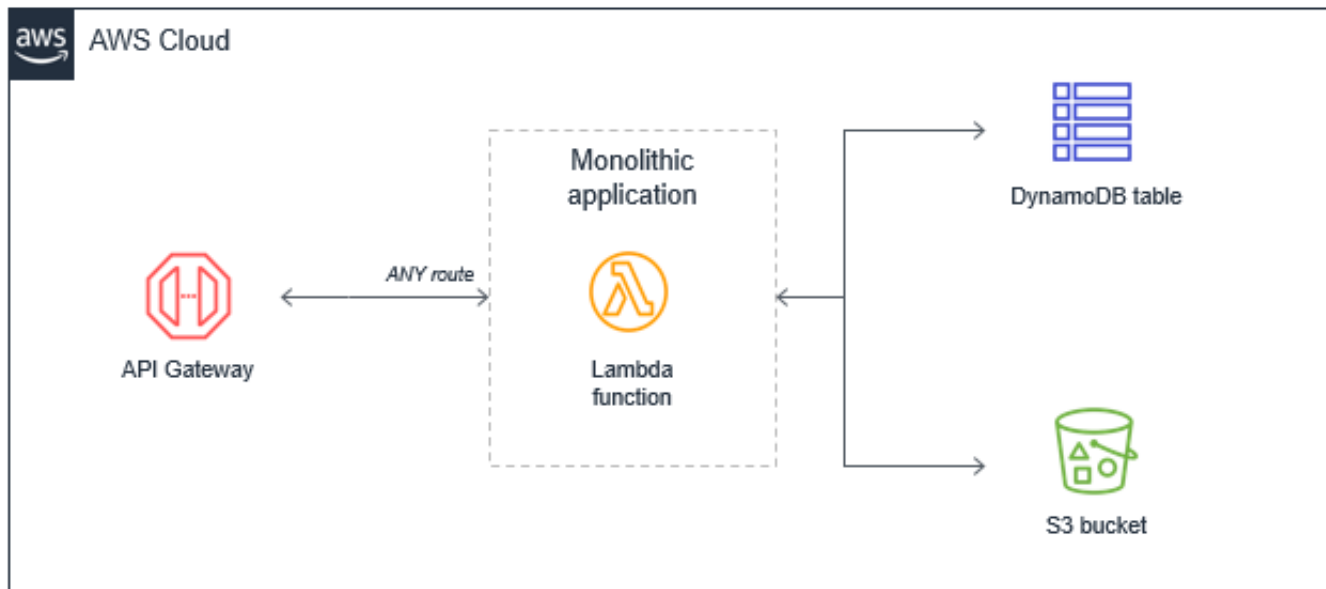 aws
AWS Cloud
Monolithic
application
DynamoDB table
ANY route
API Gateway
Lambda
function
S3 bucket